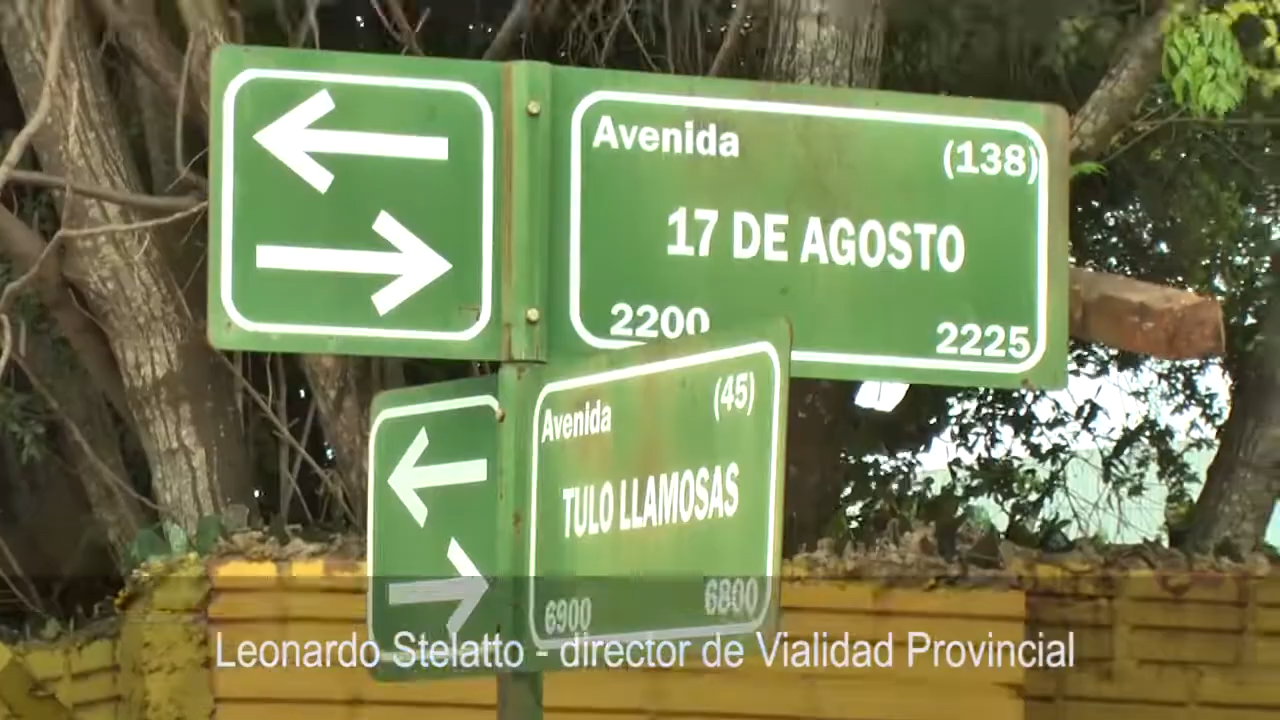 Avenida (138)
17 DE AGOSTO
2200 2225
Avenida (45)
TULO LLAMOSAS
6900 6800
Leonardo Stelatto - director de Vialidad Provincial